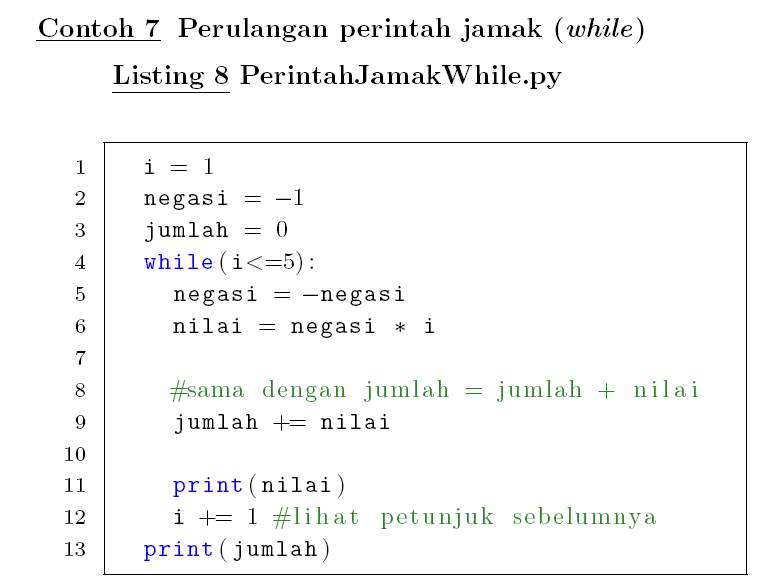 Contoh 7 Perulangan perintah jamak (while)
Listing 8 PerintahJamakWhile.py
1 i = 1
2 negasi = −1
3 jumlah = 0
4 while(i<=5):
5 negasi = −negasi
6 nilai = negasi * i
7
8 #sama dengan jumlah = jumlah + nilai
9 jumlah += nilai
10
11 print(nilai)
12 i += 1 #lihat petunjuk sebelumnya
13 print(jumlah)